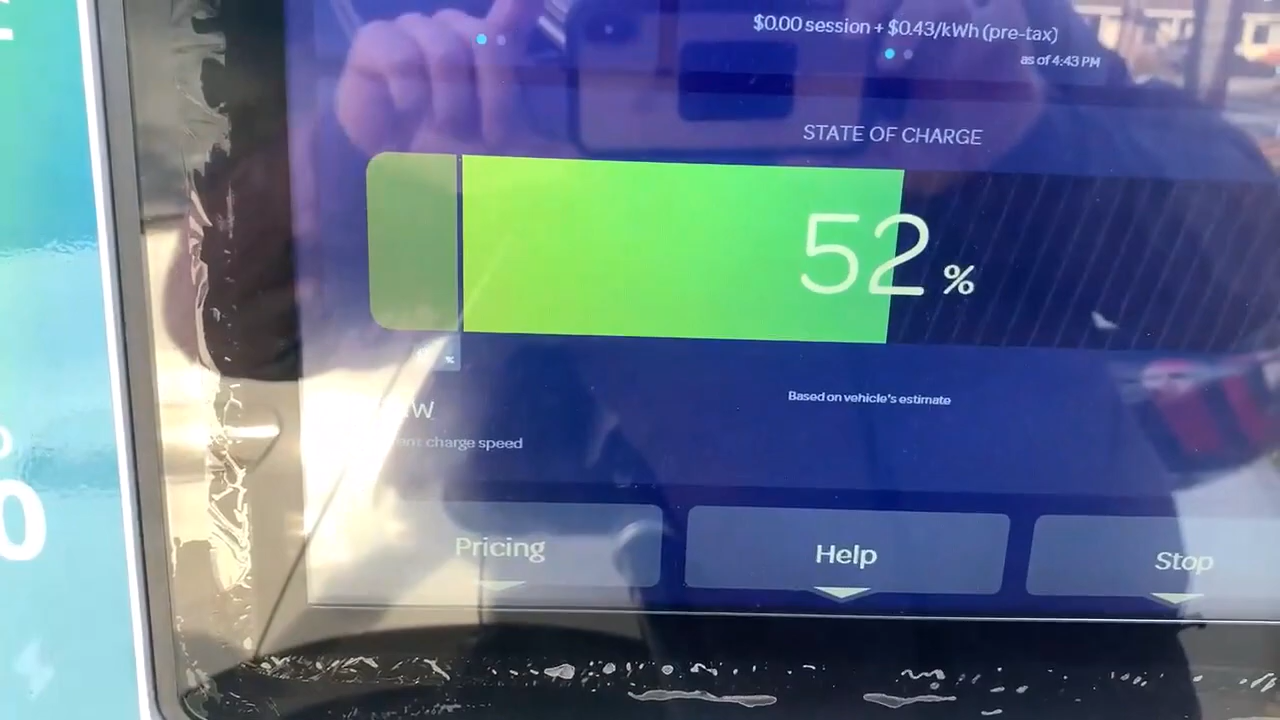 $0.00 session + $0.43/kWh (pre-tax)
as of 4:43 PM
STATE OF CHARGE
52 %
%
Based on vehicle's estimate
charge speed
Pricing
Help
Stop
0